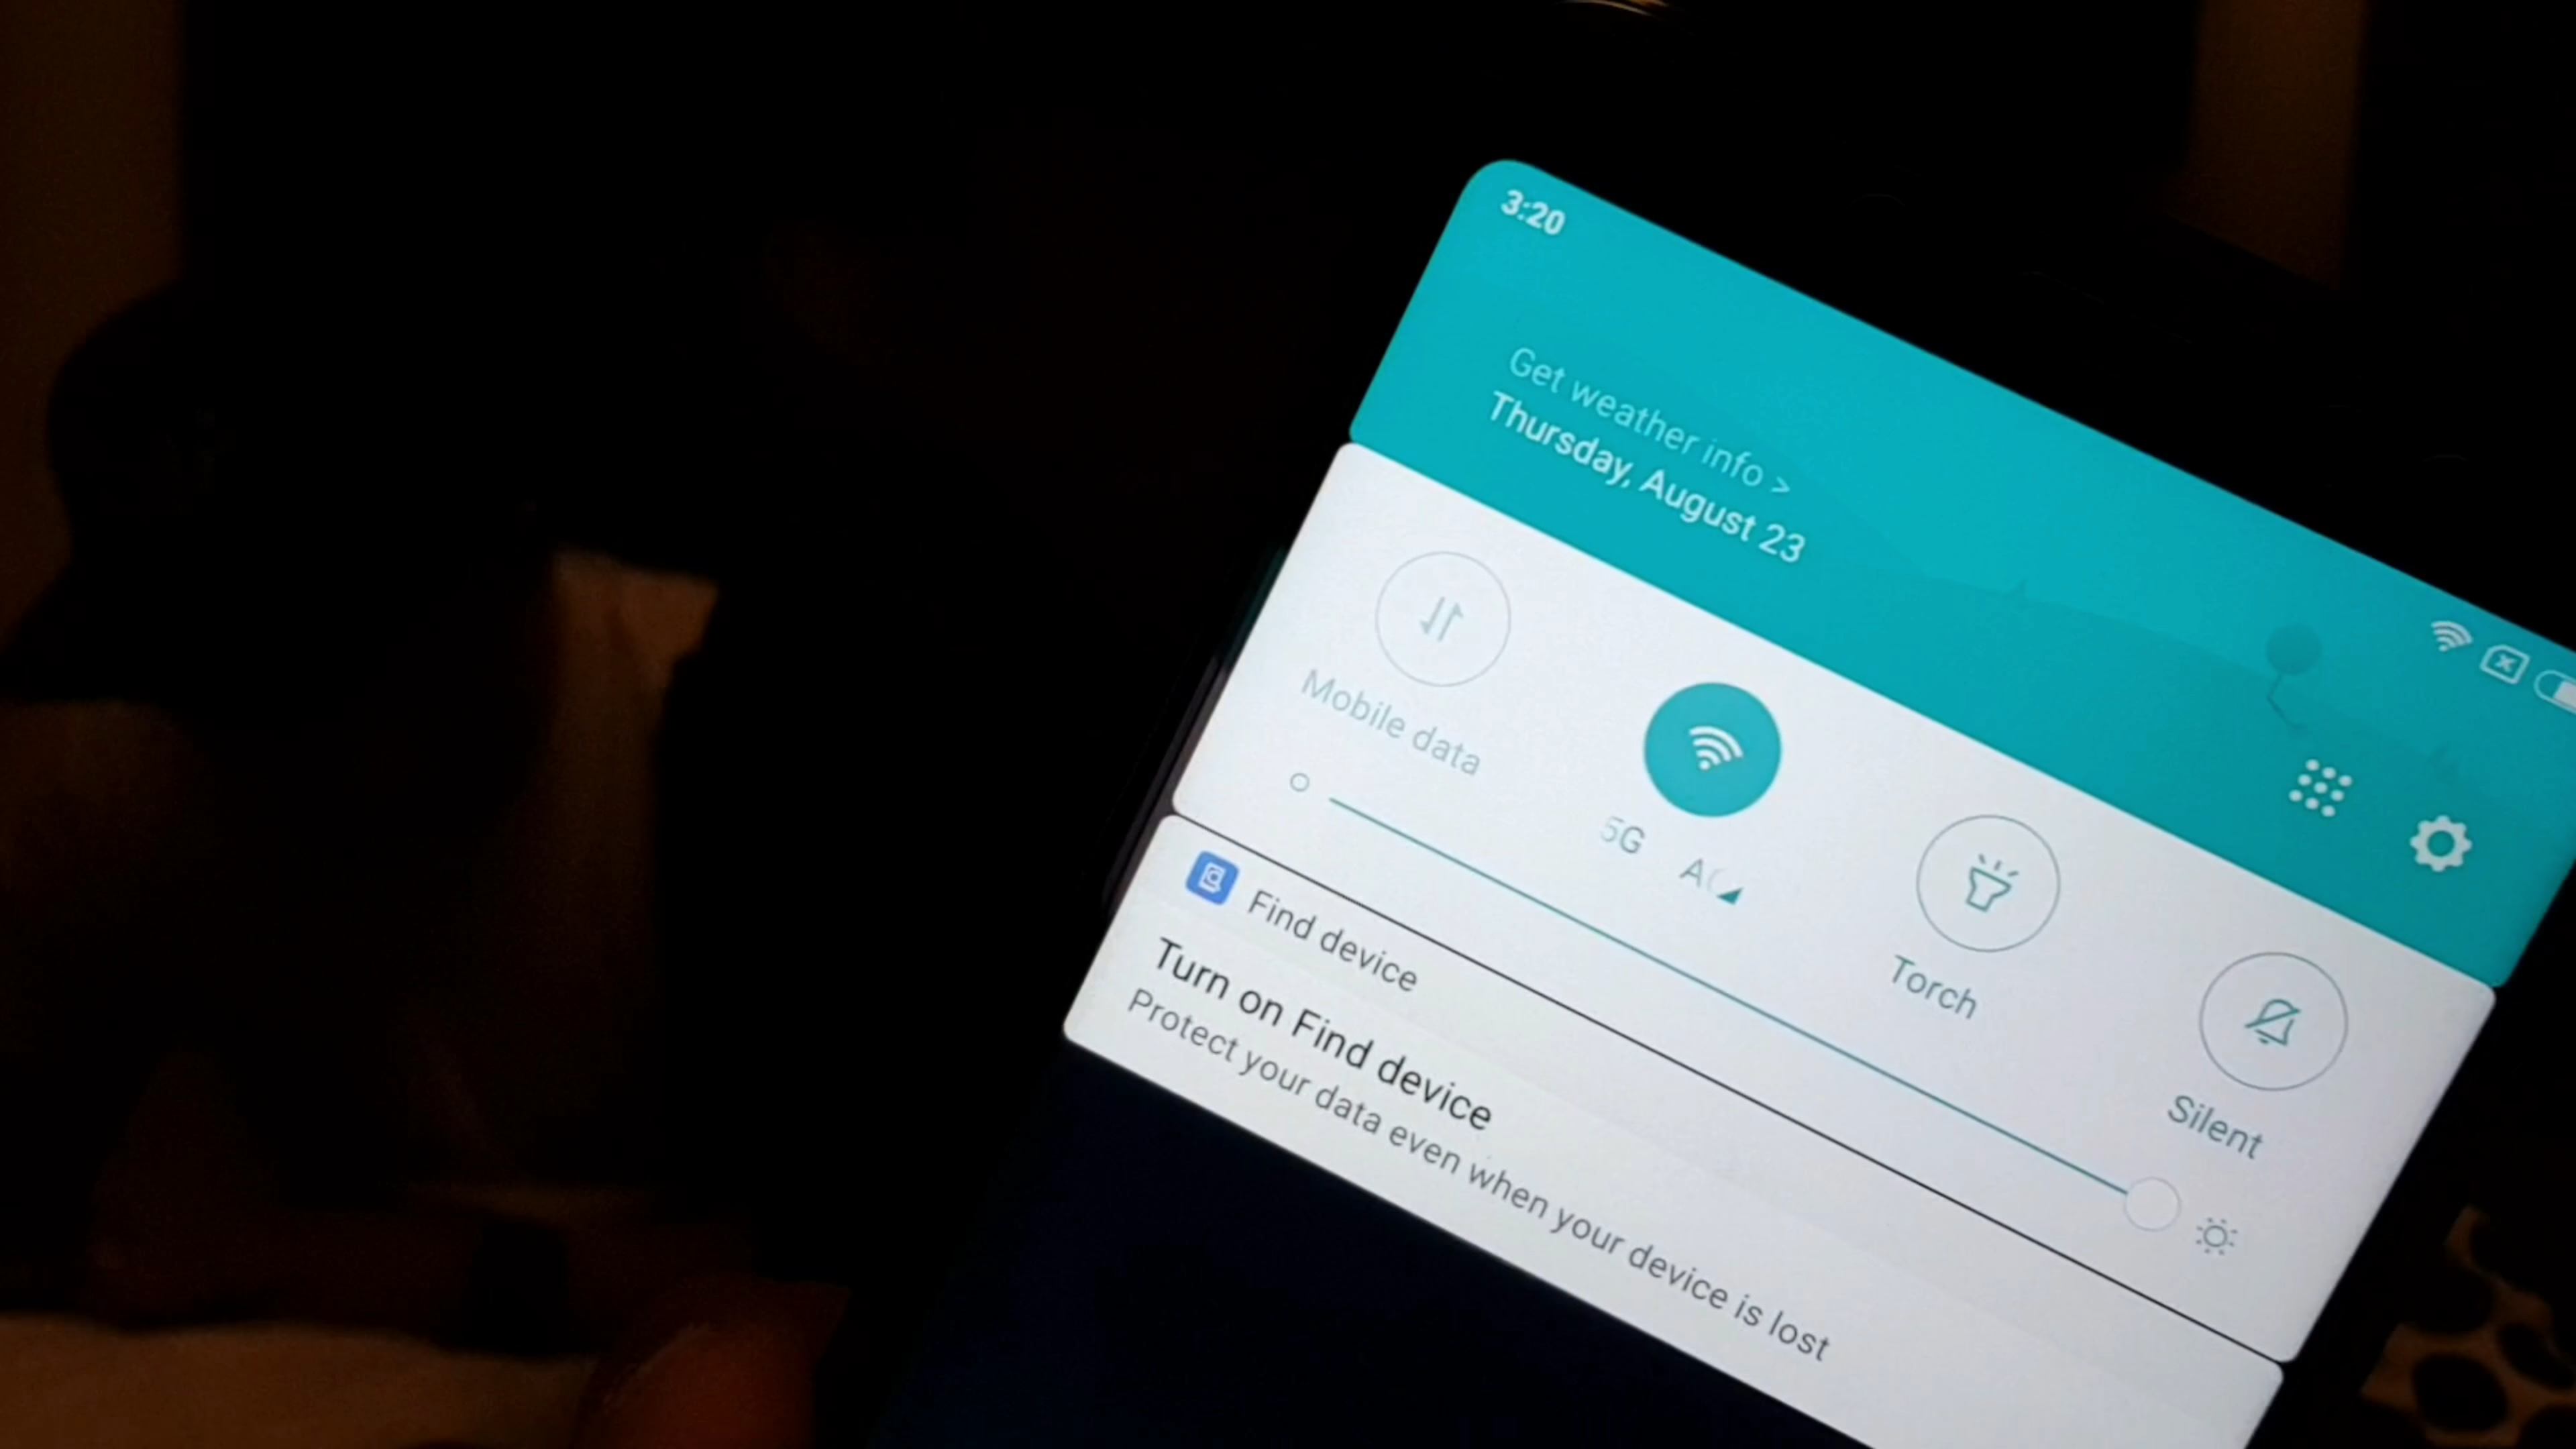 3:20
Get weather info >
Thursday, August 23
Mobile data
5G
Torch
Silent
Find device
Turn on Find device
Protect your data even when your device is lost